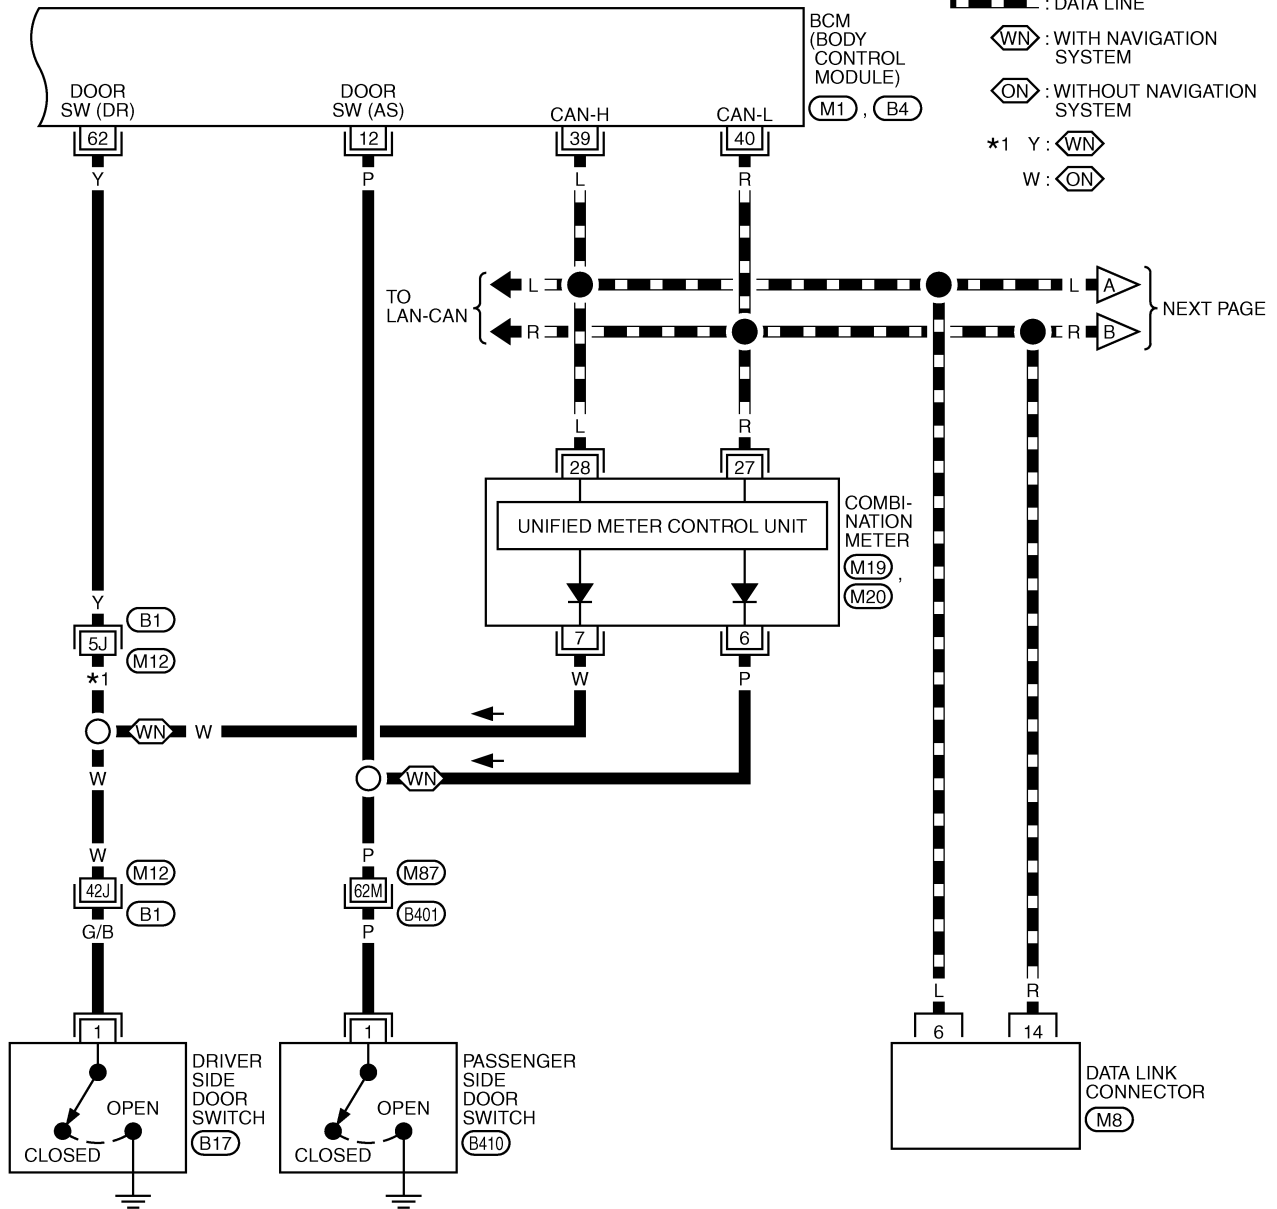 : DATA LINE
WN : WITH NAVIGATION
SYSTEM
ON : WITHOUT NAVIGATION
SYSTEM
*1 Y : WN
W : ON
BCM
(BODY
CONTROL
MODULE)
M1 , B4
DOOR
SW (DR)
DOOR
SW (AS)
CAN-H
CAN-L
62
12
39
40
Y
P
L
R
TO
LAN-CAN
L
R
L
A
R
B
NEXT PAGE
L
R
28
27
UNIFIED METER CONTROL UNIT
COMBI-
NATION
METER
M19 ,
M20
7
6
W
P
Y
B1
5J
M12
*1
WN
W
W
WN
W
P
M12
42J
B1
M87
62M
B401
G/B
P
L
R
1
1
6
14
DRIVER
SIDE
DOOR
SWITCH
B17
OPEN
CLOSED
PASSENGER
SIDE
DOOR
SWITCH
B410
OPEN
CLOSED
DATA LINK
CONNECTOR
M8